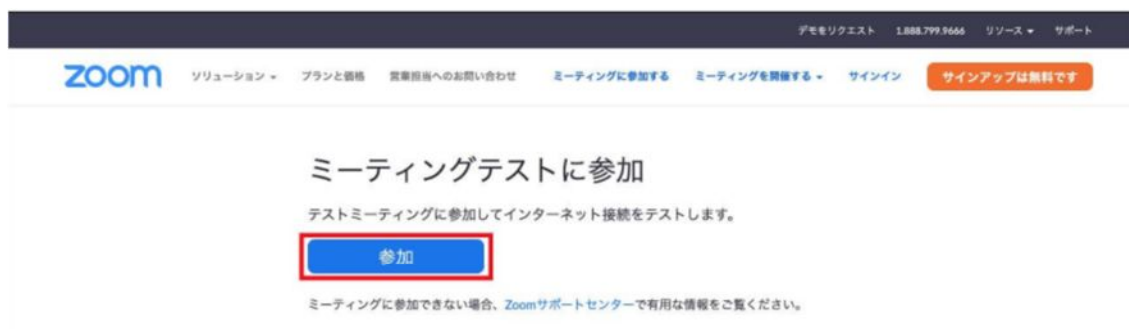 デモをリクエスト 1.888.799.9666 リソース サポート
zoom ソリューション プランと価格 営業担当へのお問い合わせ ミーティングに参加する ミーティングを開催する サインイン サインアップは無料です
ミーティングテストに参加
テストミーティングに参加してインターネット接続をテストします。
参加
ミーティングに参加できない場合、Zoomサポートセンターで有用な情報をご覧ください。